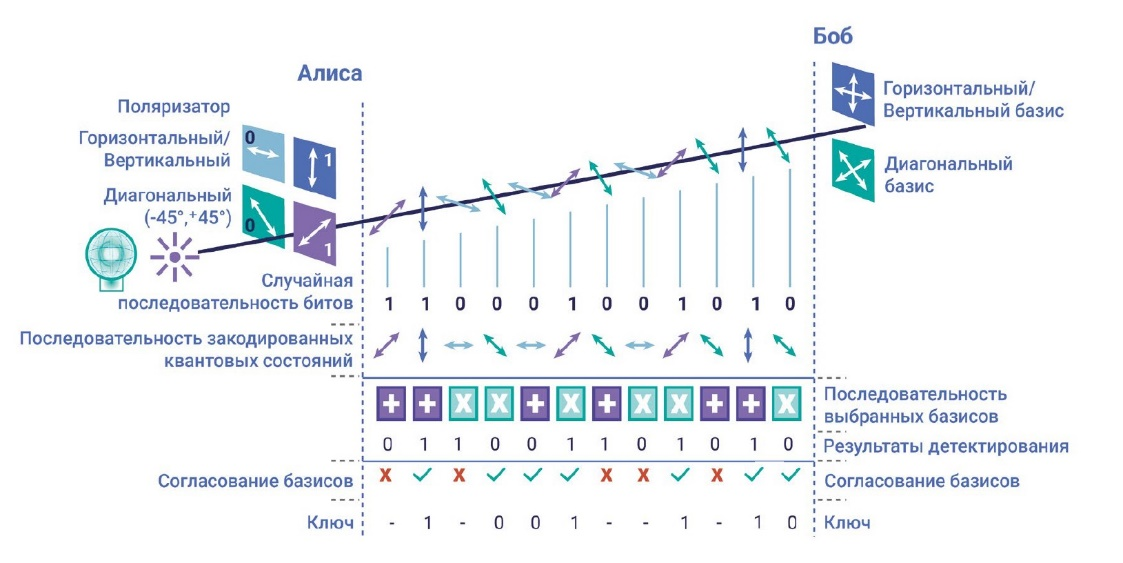 Боб
Алиса
Поляризатор
Горизонтальный/
Вертикальный
0
1
Диагональный
(-45°,+45°)
0
1
Горизонтальный/
Вертикальный базис
Диагональный
базис
Случайная
последовательность битов
1 1 0 0 0 1 0 0 1 0 1 0
Последовательность закодированных
квантовых состояний
+ + X X + X + X X + + X
Последовательность
выбранных базисов
0 1 1 0 0 1 1 0 1 0 1 0
Результаты детектирования
Согласование базисов
X ✓ X ✓ ✓ ✓ X X ✓ X ✓ ✓
Согласование базисов
Ключ
- 1 - 0 0 1 - - 1 - 1 0
Ключ